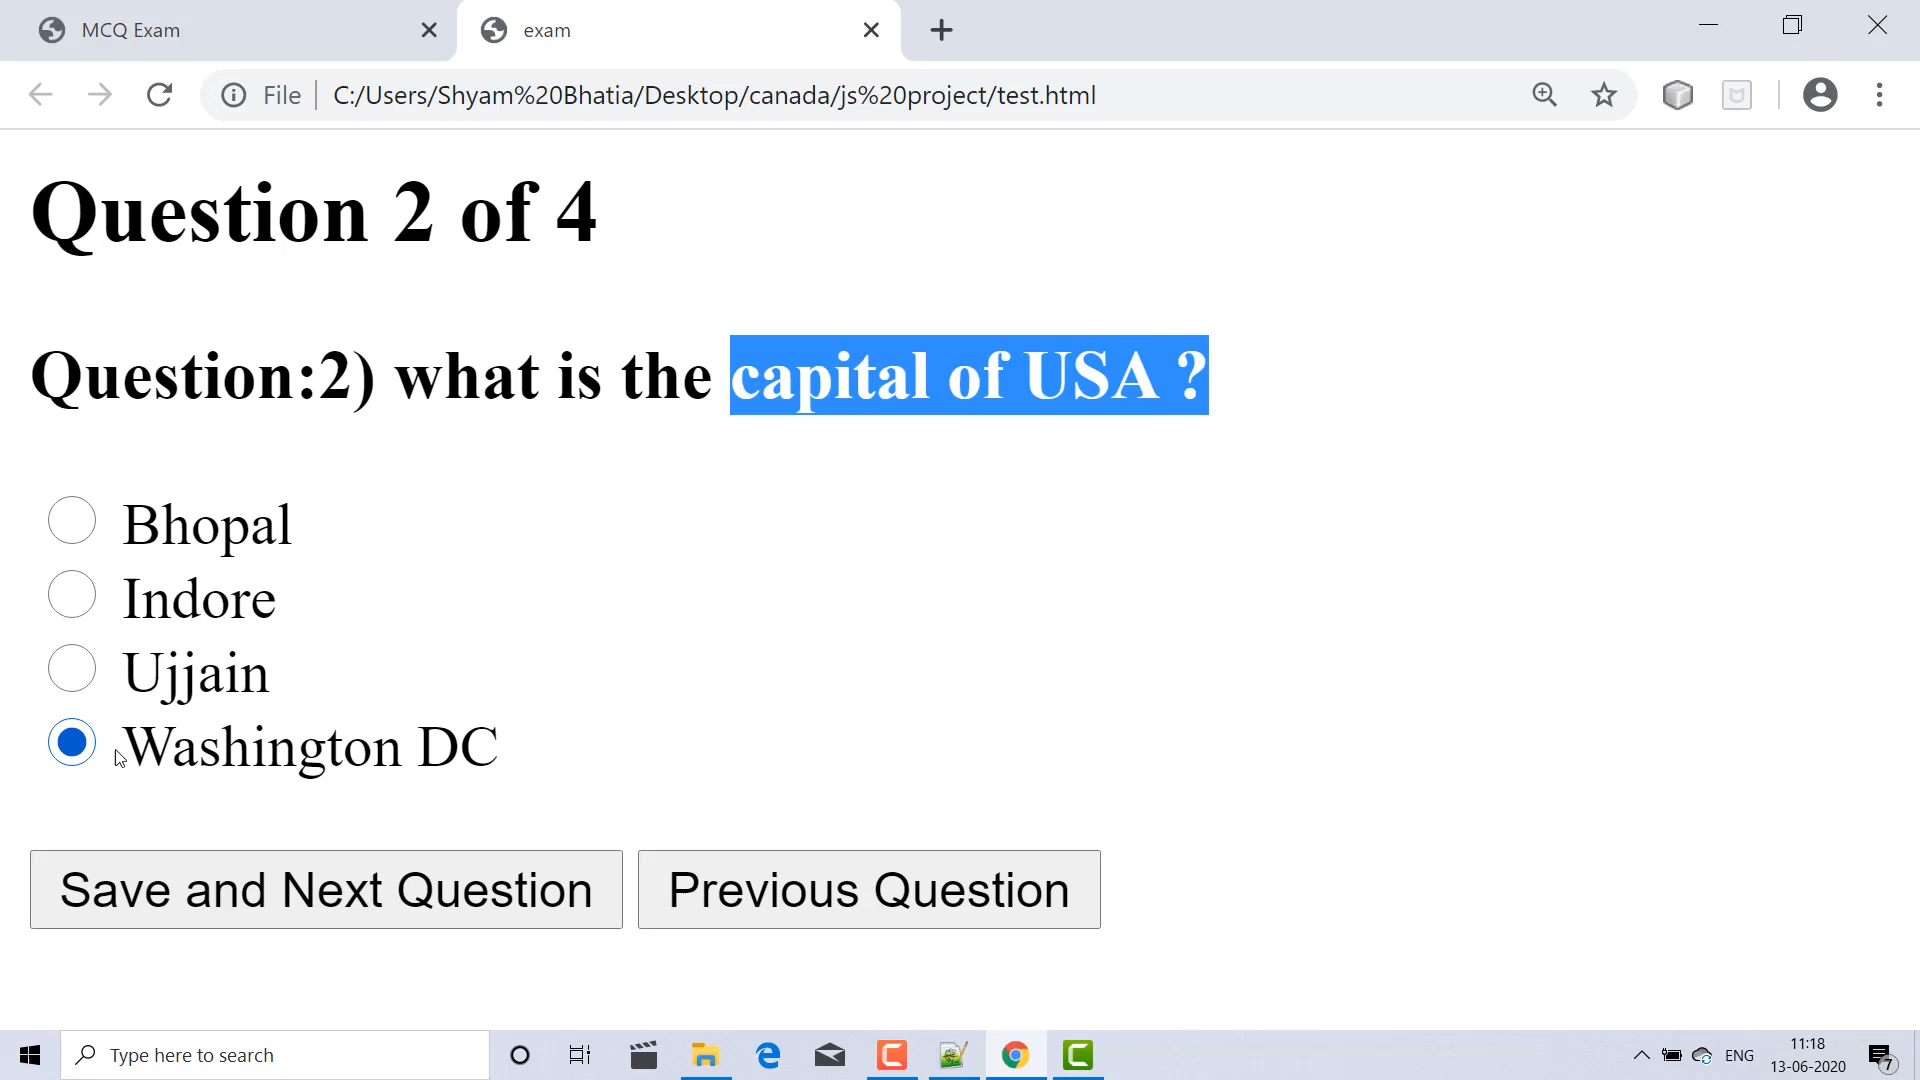 MCQ Exam
exam
File
C:/Users/Shyam%20Bhatia/Desktop/canada/js%20project/test.html
Question 2 of 4
Question:2) what is the capital of USA ?
Bhopal
Indore
Ujjain
Washington DC
Save and Next Question
Previous Question
Type here to search
ENG
11:18
13-06-2020
7